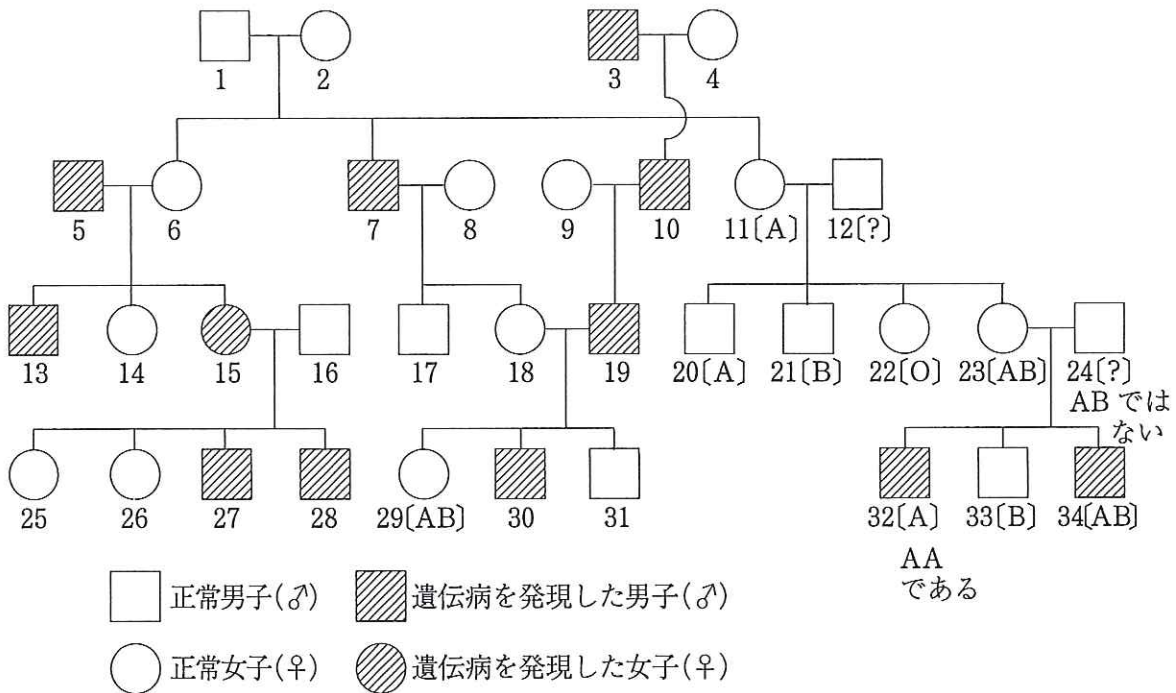 1 2 3 4
5 6 7 8 9 10 11〔A〕 12〔?〕
13 14 15 16 17 18 19 20〔A〕 21〔B〕 22〔O〕 23〔AB〕 24〔?〕
ABでは
ない
25 26 27 28 29〔AB〕 30 31 32〔A〕 33〔B〕 34〔AB〕
AA
である
正常男子(♂) 遺伝病を発現した男子(♂)
正常女子(♀) 遺伝病を発現した女子(♀)